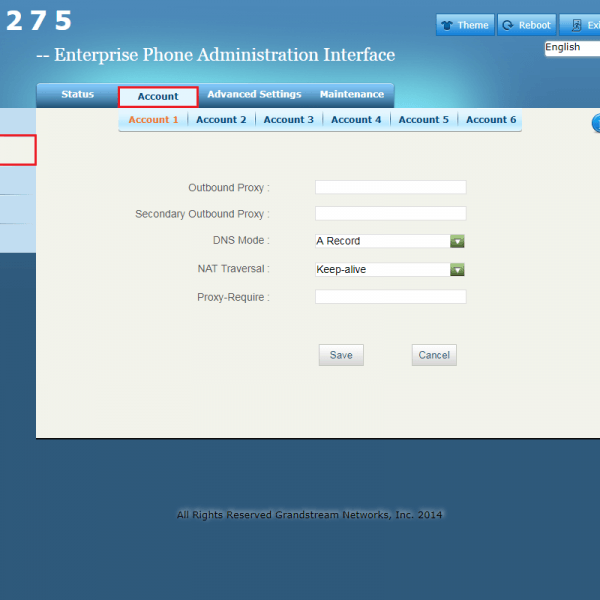 275
Theme Reboot
-- Enterprise Phone Administration Interface
English
Status Account Advanced Settings Maintenance
Account 1 Account 2 Account 3 Account 4 Account 5 Account 6
Outbound Proxy :
Secondary Outbound Proxy :
DNS Mode : A Record
NAT Traversal : Keep-alive
Proxy-Require :
Save Cancel
All Rights Reserved Grandstream Networks, Inc. 2014